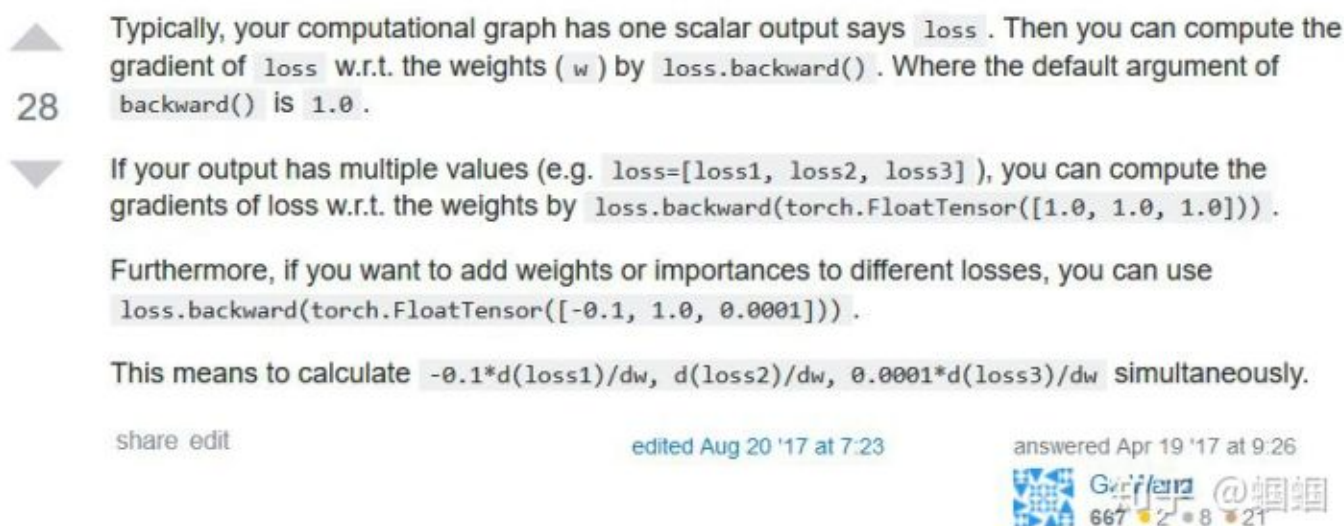 Typically, your computational graph has one scalar output says loss . Then you can compute the
gradient of loss w.r.t. the weights ( w ) by loss.backward() . Where the default argument of
28
backward() is 1.0 .
If your output has multiple values (e.g. loss=[loss1, loss2, loss3] ), you can compute the
gradients of loss w.r.t. the weights by loss.backward(torch.FloatTensor([1.0, 1.0, 1.0])) .
Furthermore, if you want to add weights or importances to different losses, you can use
loss.backward(torch.FloatTensor([-0.1, 1.0, 0.0001])) .
This means to calculate -0.1*d(loss1)/dw, d(loss2)/dw, 0.0001*d(loss3)/dw simultaneously.
share edit
edited Aug 20 '17 at 7:23
answered Apr 19 '17 at 9:26
知乎 @蝈蝈
667 2 8 21